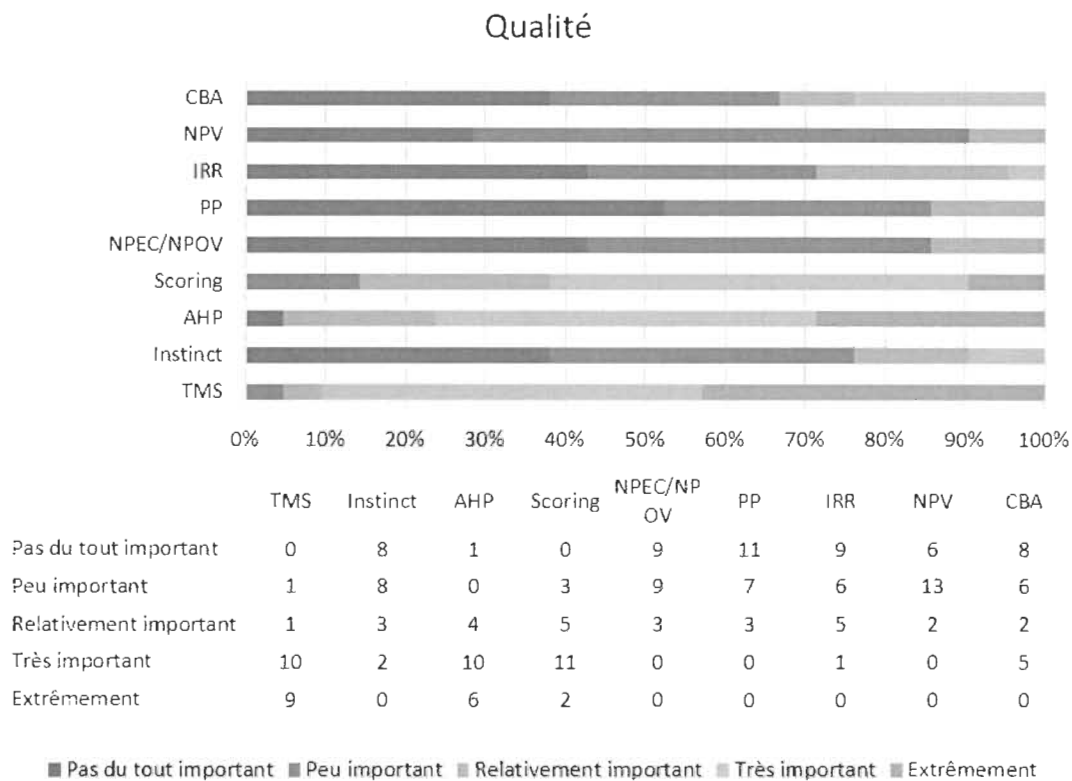 Qualité
CBA
NPV
IRR
PP
NPEC/NPOV
Scoring
AHP
Instinct
TMS
0% 10% 20% 30% 40% 50% 60% 70% 80% 90% 100%
TMS Instinct AHP Scoring NPEC/NP OV PP IRR NPV CBA
Pas du tout important 0 8 1 0 9 11 9 6 8
Peu important 1 8 0 3 9 7 6 13 6
Relativement important 1 3 4 5 3 3 5 2 2
Très important 10 2 10 11 0 0 1 0 5
Extrêmement 9 0 6 2 0 0 0 0 0
Pas du tout important Peu important Relativement important Très important Extrêmement